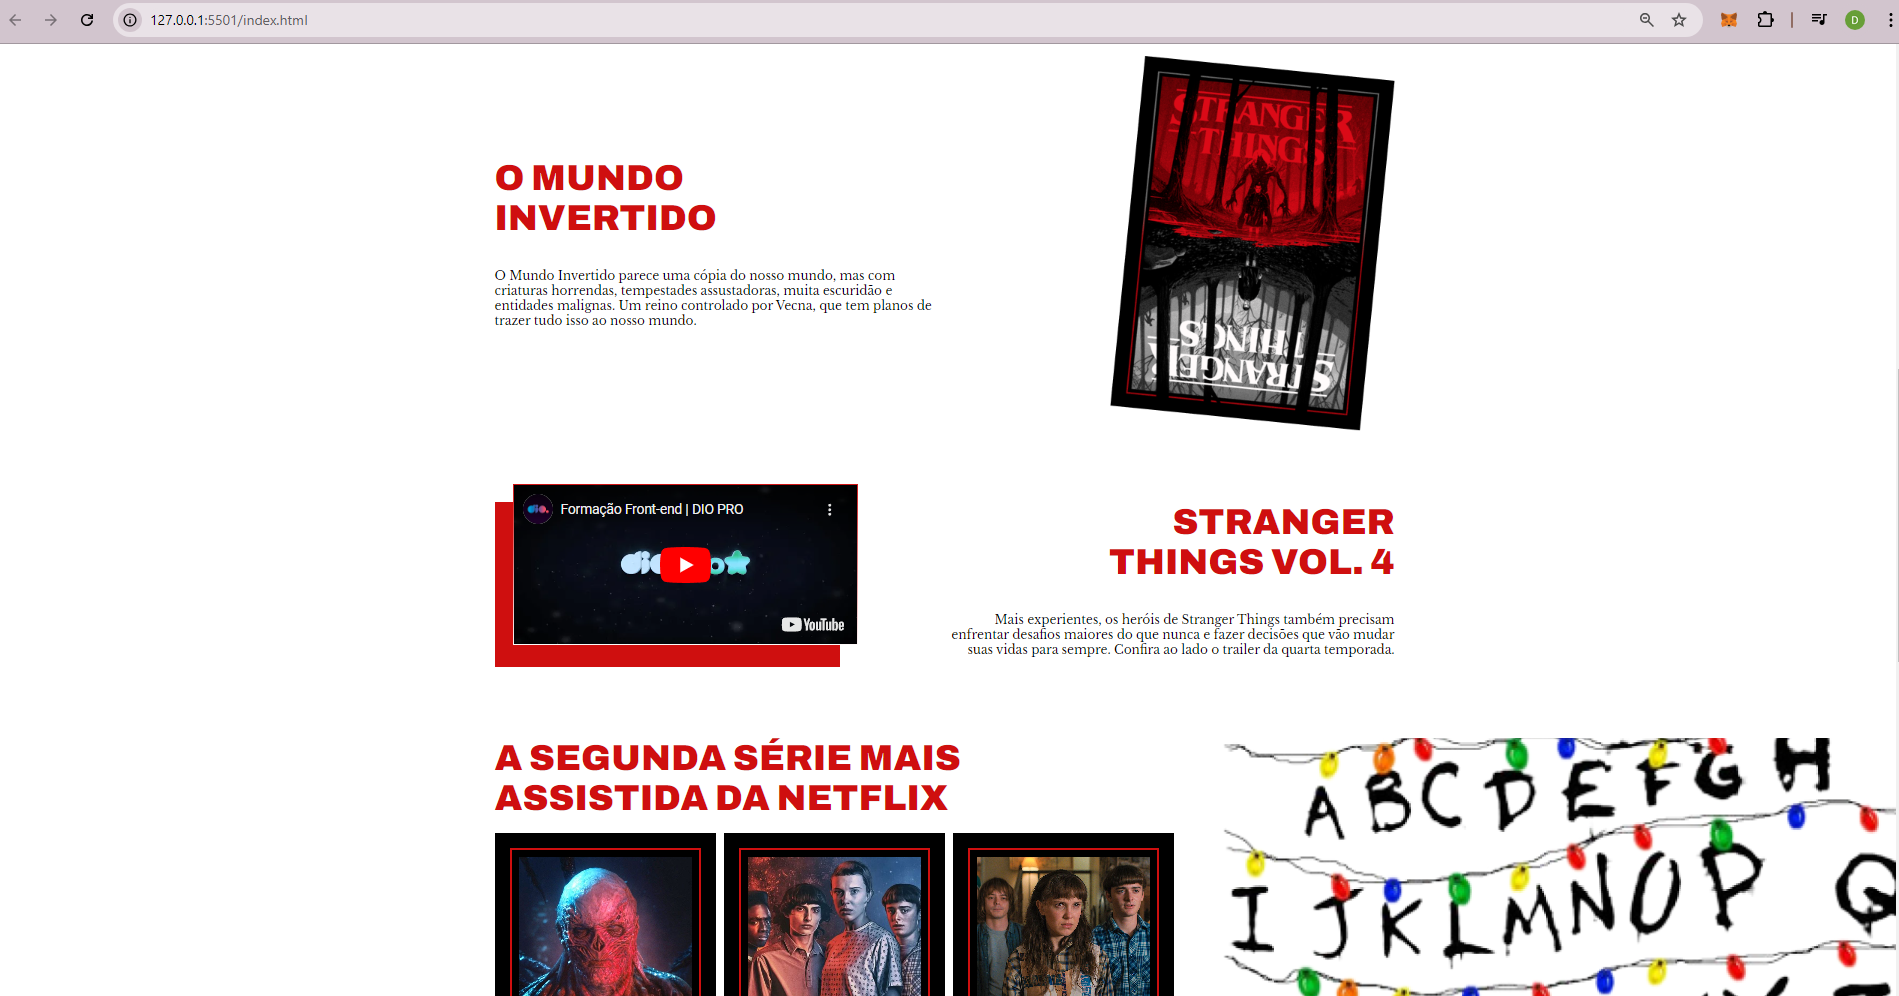 127.0.0.1:5501/index.html
D
STRANGER
THINGS
O MUNDO
INVERTIDO
O Mundo Invertido parece uma cópia do nosso mundo, mas com
criaturas horrendas, tempestades assustadoras, muita escuridão e
entidades malignas. Um reino controlado por Vecna, que tem planos de
trazer tudo isso ao nosso mundo.
THINGS
STRANGER
dio.
Formação Front-end | DIO PRO
YouTube
STRANGER
THINGS VOL. 4
Mais experientes, os heróis de Stranger Things também precisam
enfrentar desafios maiores do que nunca e fazer decisões que vão mudar
suas vidas para sempre. Confira ao lado o trailer da quarta temporada.
A SEGUNDA SÉRIE MAIS
ASSISTIDA DA NETFLIX
A B C D E F G H
I J K L M N O P Q